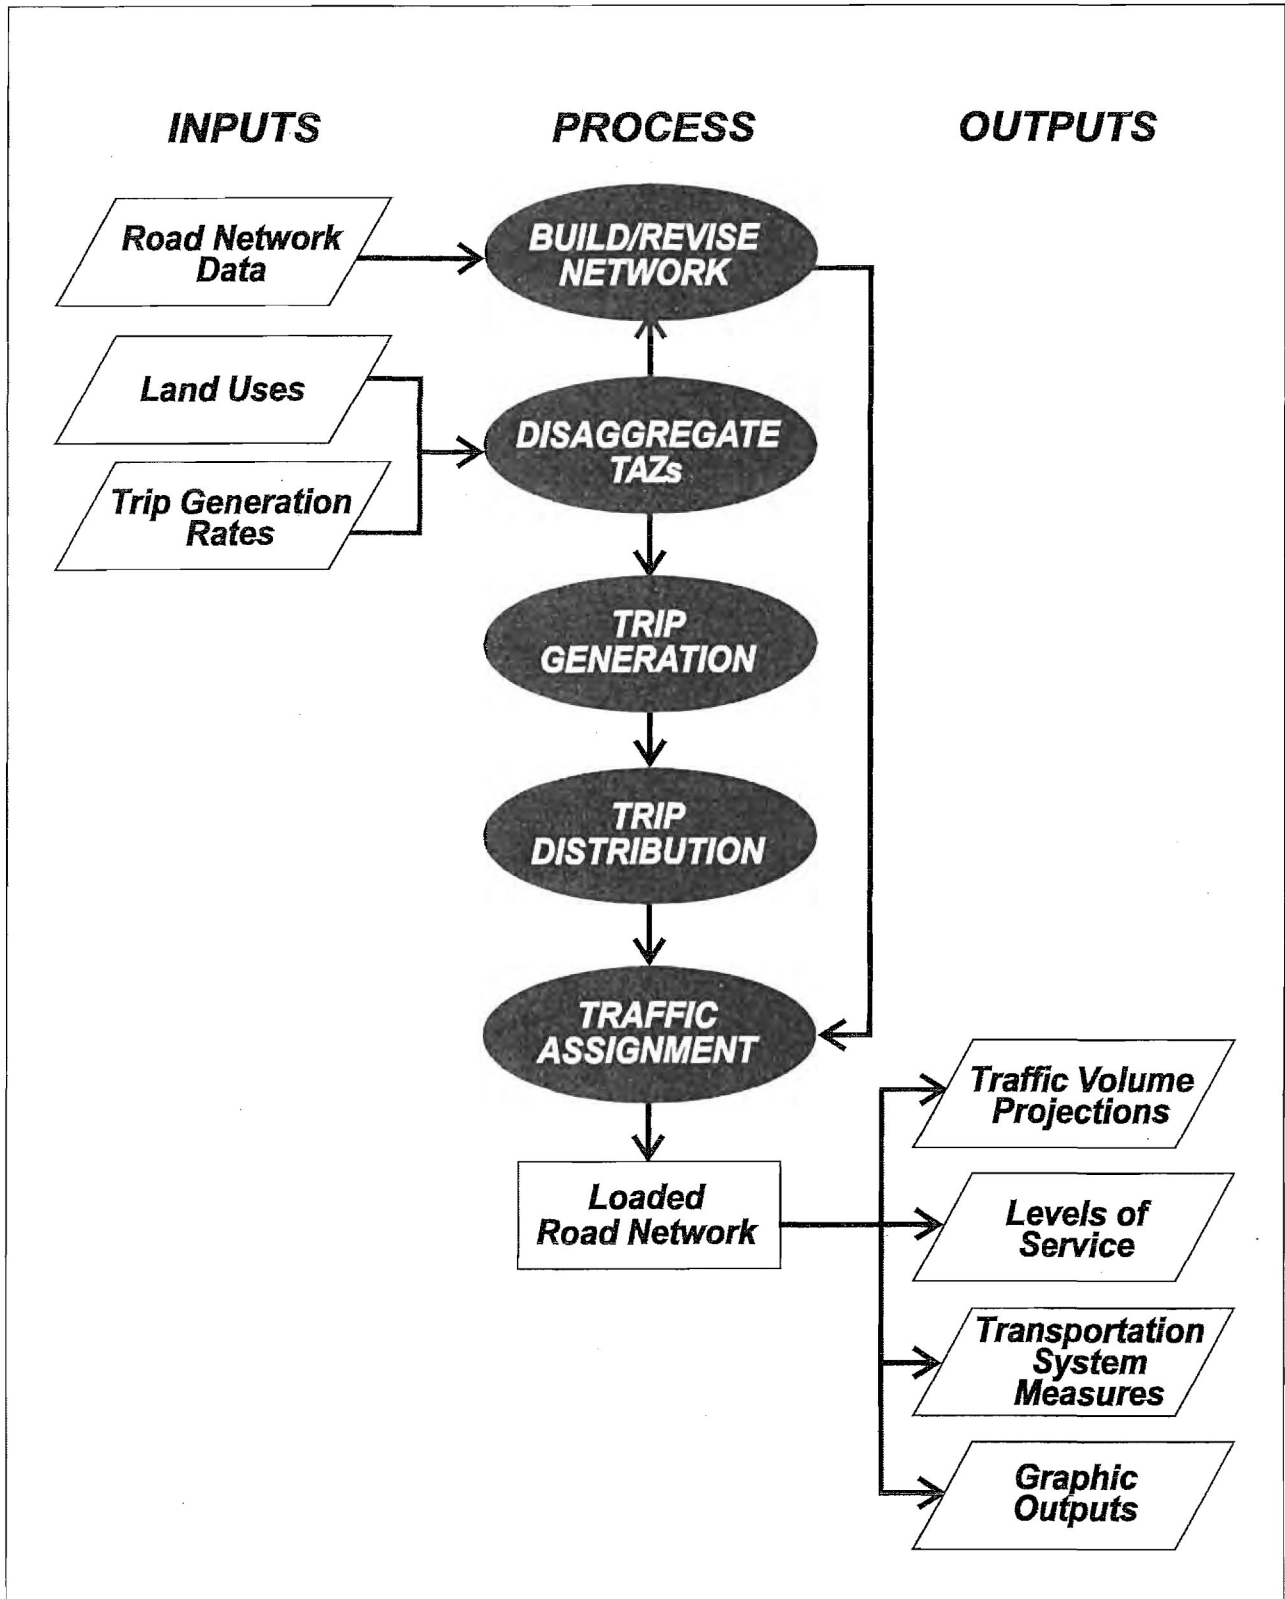 INPUTS
PROCESS
OUTPUTS
Road Network
Data
BUILD/REVISE
NETWORK
Land Uses
DISAGGREGATE
TAZs
Trip Generation
Rates
TRIP
GENERATION
TRIP
DISTRIBUTION
TRAFFIC
ASSIGNMENT
Loaded
Road Network
Traffic Volume
Projections
Levels of
Service
Transportation
System
Measures
Graphic
Outputs